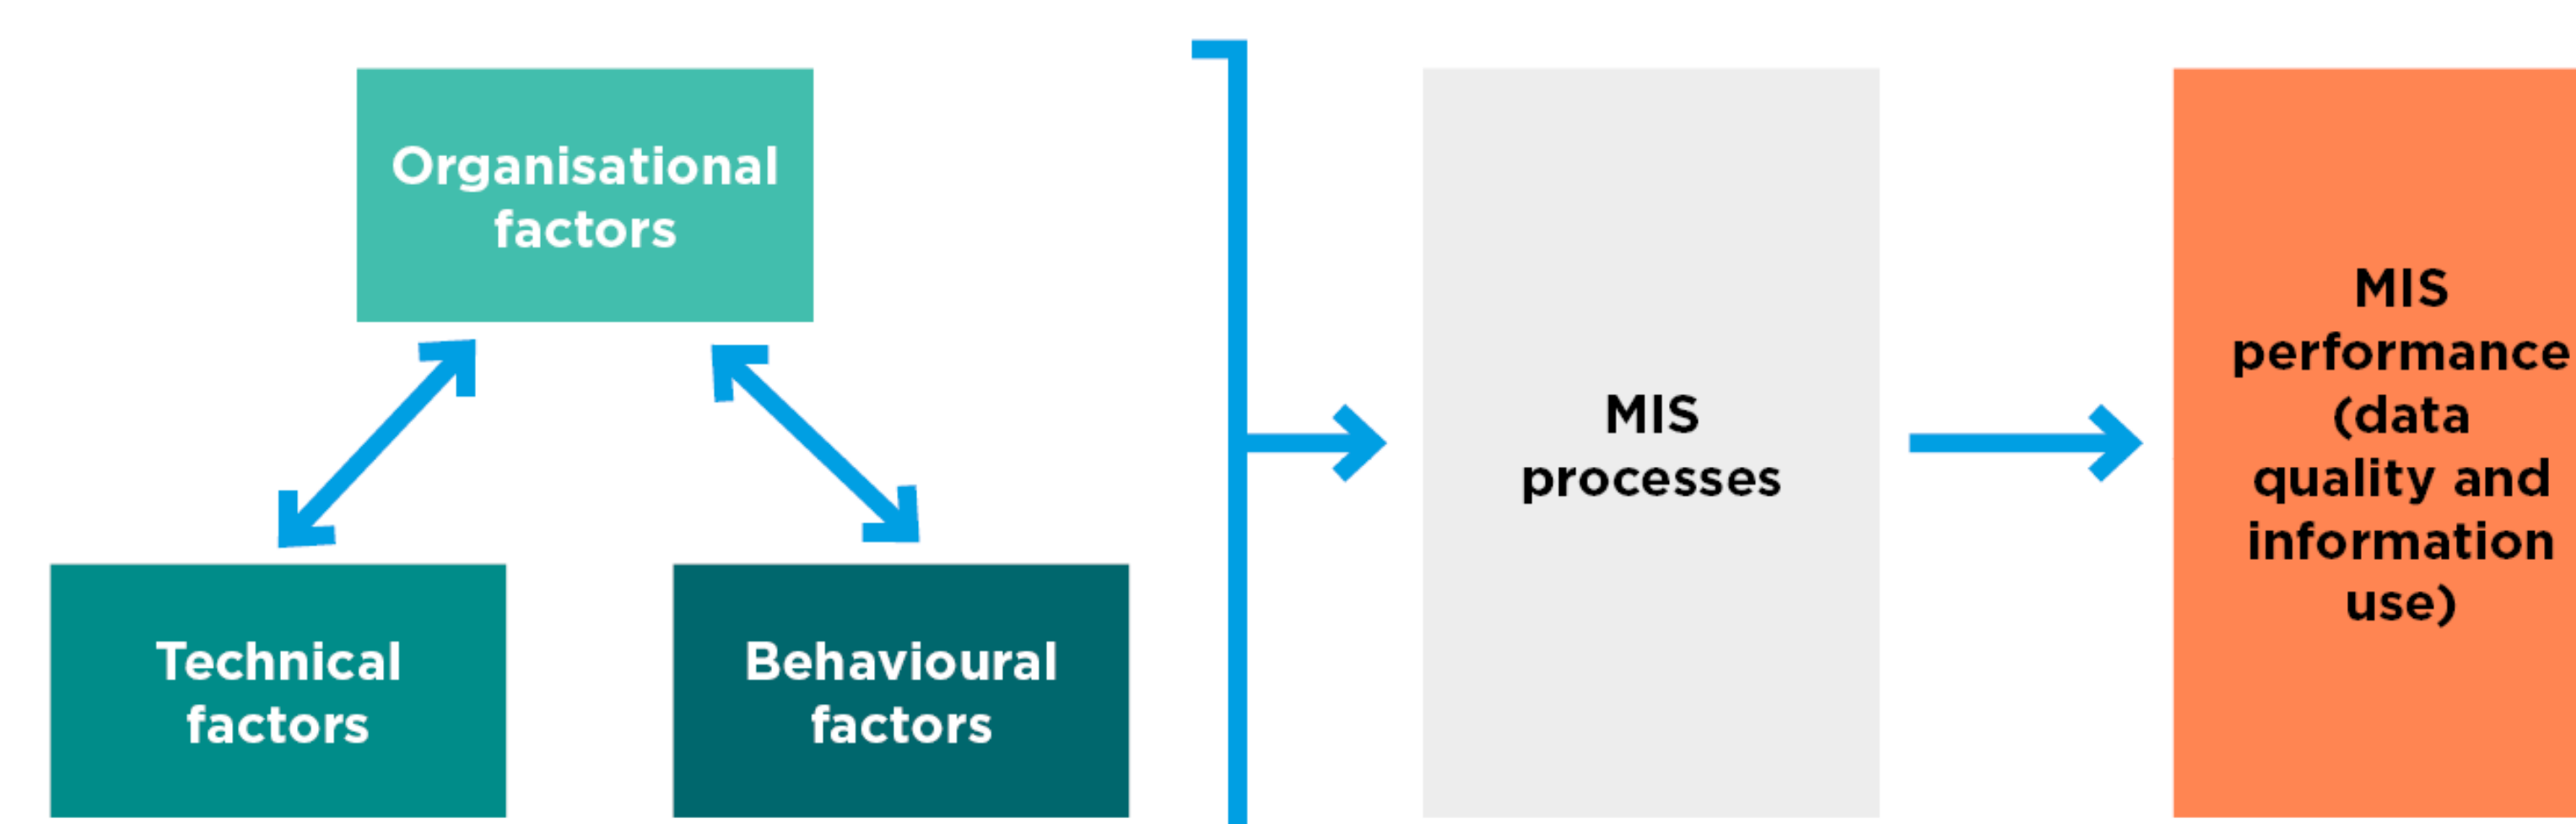 Organisational
factors
Technical
factors
Behavioural
factors
MIS
processes
MIS
performance
(data
quality and
information
use)